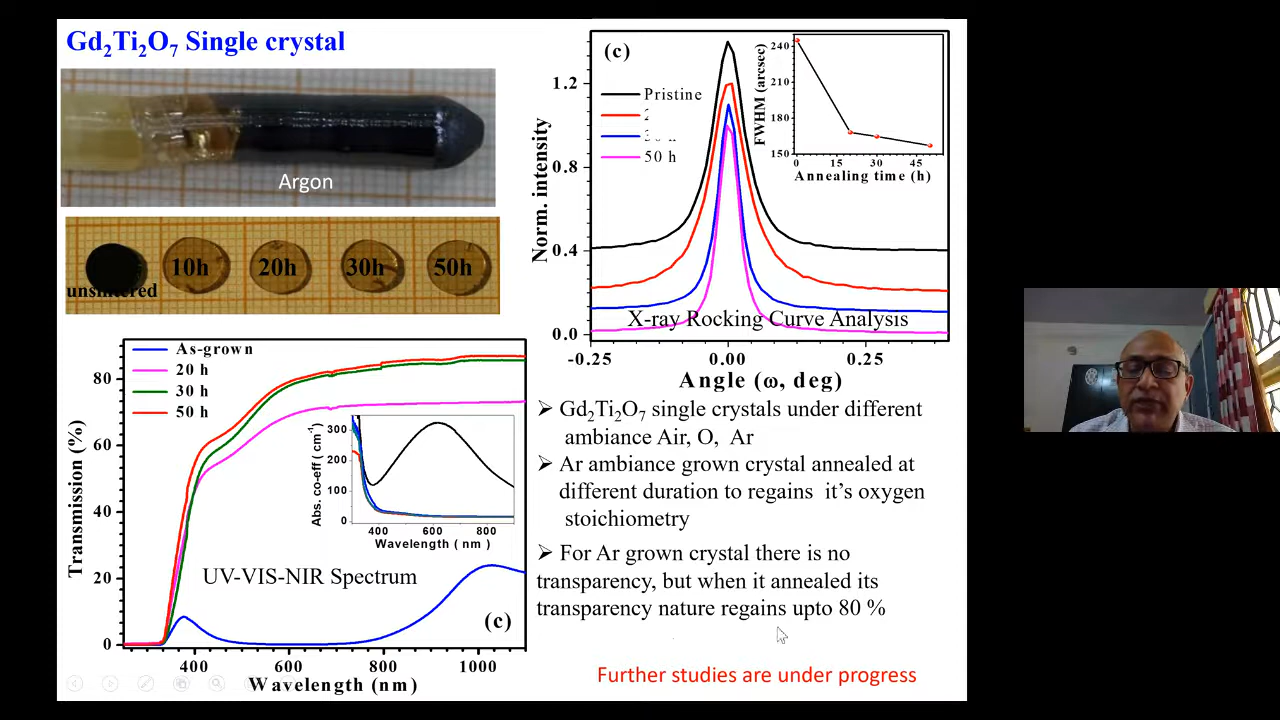 Gd₂Ti₂O₇ Single crystal
Argon
unsintered
10h
20h
30h
50h
(c)
Pristine
50 h
1.2
0.8
0.4
0.0
Norm. intensity
-0.25
0.00
0.25
Angle (ω, deg)
X-ray Rocking Curve Analysis
240
210
180
150
FWHM (arcsec)
0
15
30
45
Annealing time (h)
As-grown
20 h
30 h
50 h
80
60
40
20
0
Transmission (%)
400
600
800
1000
Wavelength (nm)
UV-VIS-NIR Spectrum
(c)
300
200
100
0
Abs. co-eff (cm⁻¹)
400
600
800
Wavelength ( nm )
➢ Gd₂Ti₂O₇ single crystals under different
ambiance Air, O, Ar
➢ Ar ambiance grown crystal annealed at
different duration to regains it’s oxygen
stoichiometry
➢ For Ar grown crystal there is no
transparency, but when it annealed its
transparency nature regains upto 80 %
Further studies are under progress